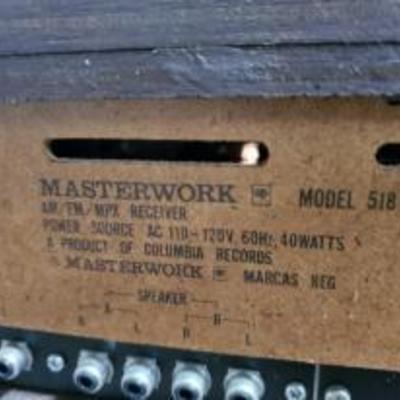 MASTERWORK MODEL 518
AM/FM/MPX RECEIVER
POWER SOURCE AC 110-120V, 60Hz, 40WATTS
A PRODUCT OF COLUMBIA RECORDS
MASTERWORK MARCAS REG
SPEAKER
A B
R L R L